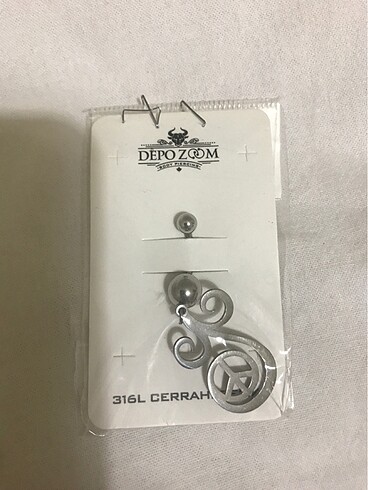 DEPO ZOOM
BODY PIERCING
316L CERRAH